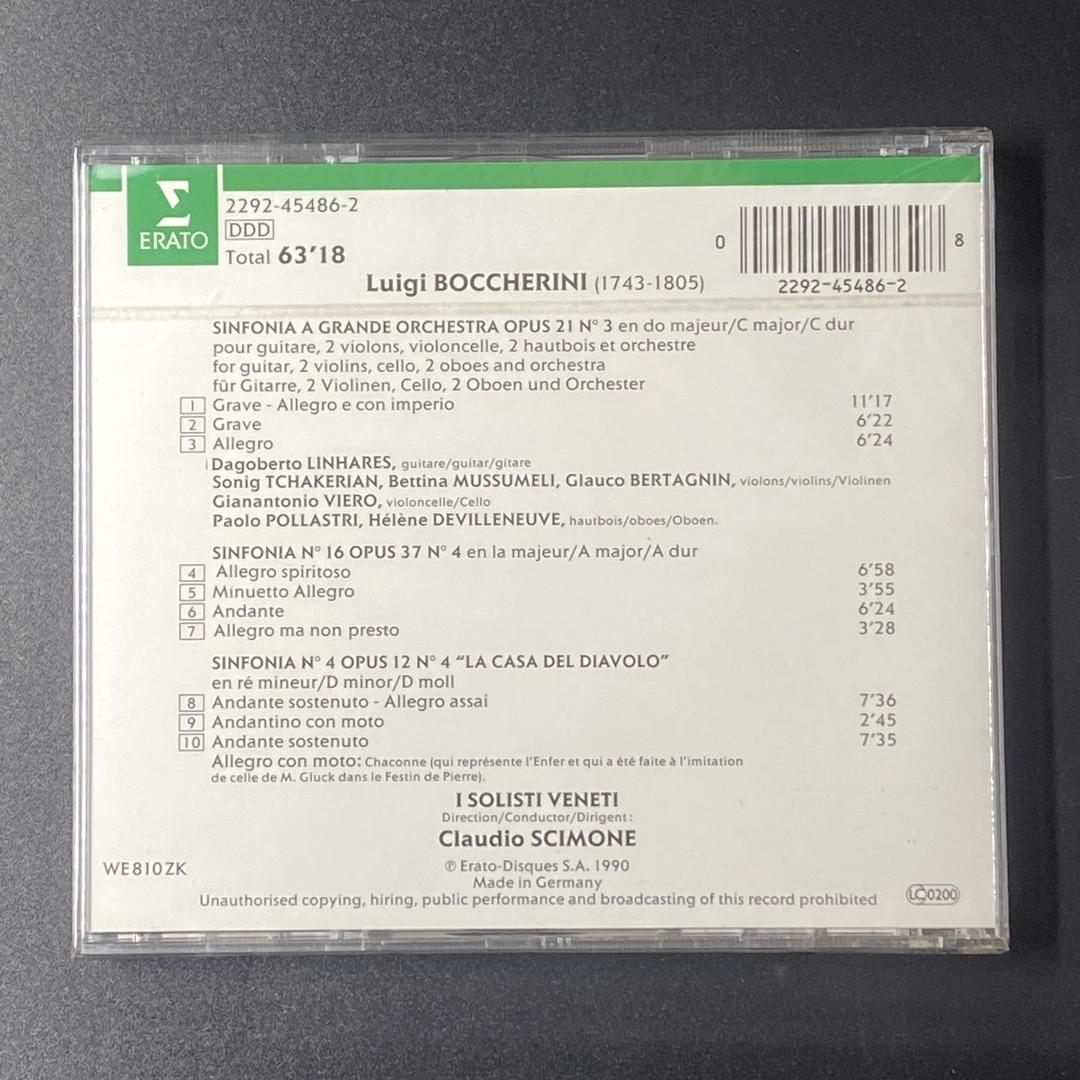 ERATO
2292-45486-2
DDD
Total 63’18
0 8
2292-45486-2
Luigi BOCCHERINI (1743-1805)
SINFONIA A GRANDE ORCHESTRA OPUS 21 N° 3 en do majeur/C major/C dur
pour guitare, 2 violons, violoncelle, 2 hautbois et orchestre
for guitar, 2 violins, cello, 2 oboes and orchestra
für Gitarre, 2 Violinen, Cello, 2 Oboen und Orchester
1 Grave - Allegro e con imperio 11’17
2 Grave 6’22
3 Allegro 6’24
Dagoberto LINHARES, guitare/guitar/gitare
Sonig TCHAKERIAN, Bettina MUSSUMELI, Glauco BERTAGNIN, violons/violins/Violinen
Gianantonio VIERO, violoncelle/Cello
Paolo POLLASTRI, Hélène DEVILLENEUVE, hautbois/oboes/Oboen.
SINFONIA N° 16 OPUS 37 N° 4 en la majeur/A major/A dur
4 Allegro spiritoso 6’58
5 Minuetto Allegro 3’55
6 Andante 6’24
7 Allegro ma non presto 3’28
SINFONIA N° 4 OPUS 12 N° 4 “LA CASA DEL DIAVOLO”
en ré mineur/D minor/D moll
8 Andante sostenuto - Allegro assai 7’36
9 Andantino con moto 2’45
10 Andante sostenuto 7’35
Allegro con moto: Chaconne (qui représente l’Enfer et qui a été faite à l’imitation
de celle de M. Gluck dans le Festin de Pierre).
I SOLISTI VENETI
Direction/Conductor/Dirigent:
Claudio SCIMONE
WE 810 ZK
℗ Erato-Disques S.A. 1990
Made in Germany
Unauthorised copying, hiring, public performance and broadcasting of this record prohibited
LC 0200